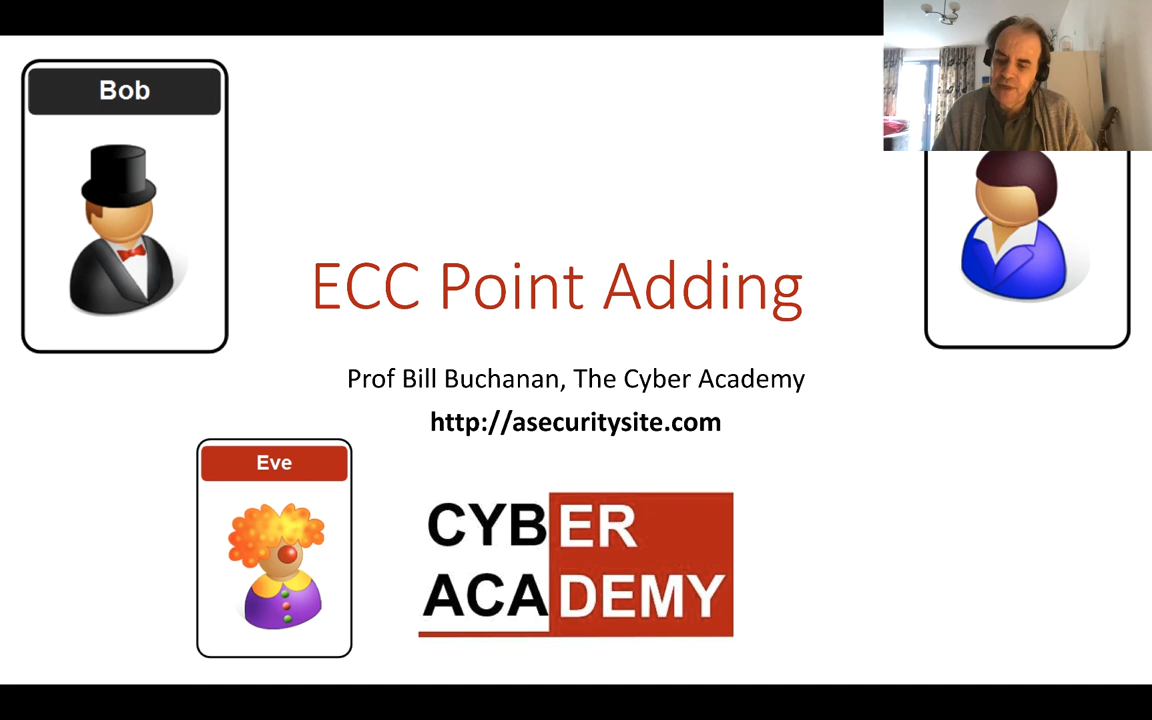 Bob
ECC Point Adding
Prof Bill Buchanan, The Cyber Academy
http://asecuritysite.com
Eve
CYBER
ACADEMY